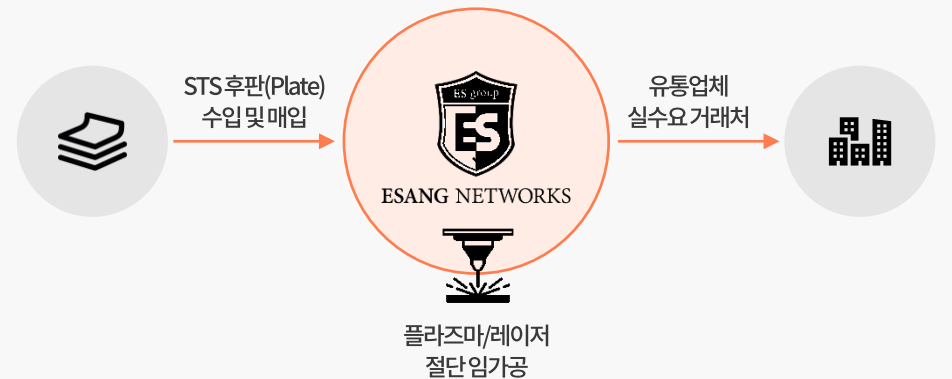 STS 후판(Plate)
수입 및 매입
ES group
ES
ESANG NETWORKS
유통업체
실수요 거래처
플라즈마/레이저
절단 임가공